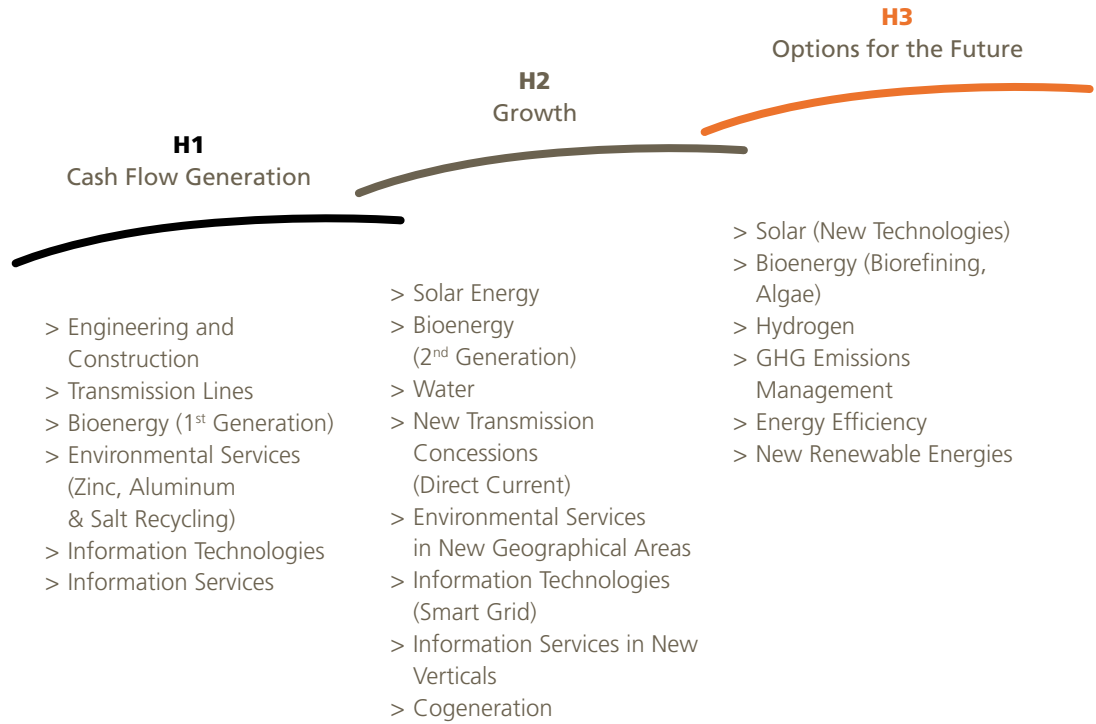 H1
Cash Flow Generation
> Engineering and
Construction
> Transmission Lines
> Bioenergy (1st Generation)
> Environmental Services
(Zinc, Aluminum
& Salt Recycling)
> Information Technologies
> Information Services
H2
Growth
> Solar Energy
> Bioenergy
(2nd Generation)
> Water
> New Transmission
Concessions
(Direct Current)
> Environmental Services
in New Geographical Areas
> Information Technologies
(Smart Grid)
> Information Services in New
Verticals
> Cogeneration
H3
Options for the Future
> Solar (New Technologies)
> Bioenergy (Biorefining,
Algae)
> Hydrogen
> GHG Emissions
Management
> Energy Efficiency
> New Renewable Energies